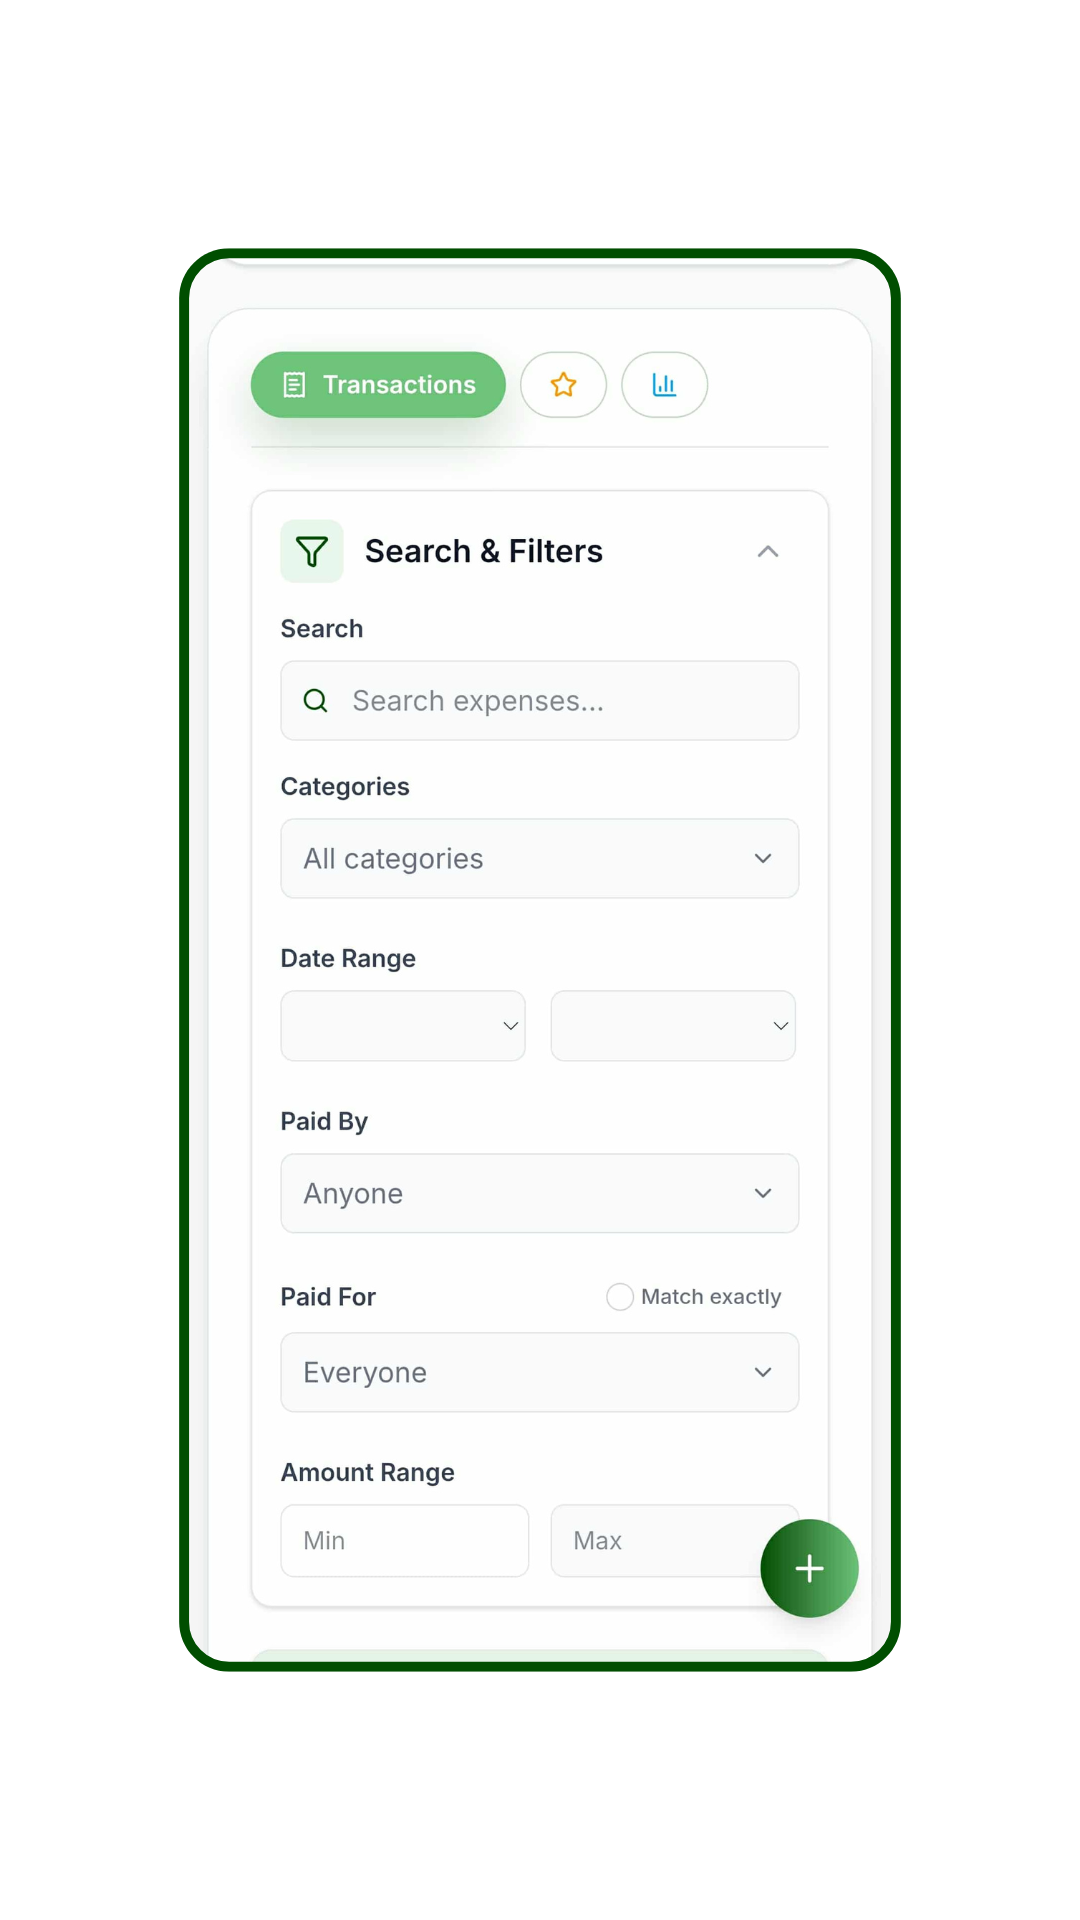 Transactions
Search & Filters
Search
Search expenses...
Categories
All categories
Date Range
Paid By
Anyone
Paid For
Match exactly
Everyone
Amount Range
Min
Max